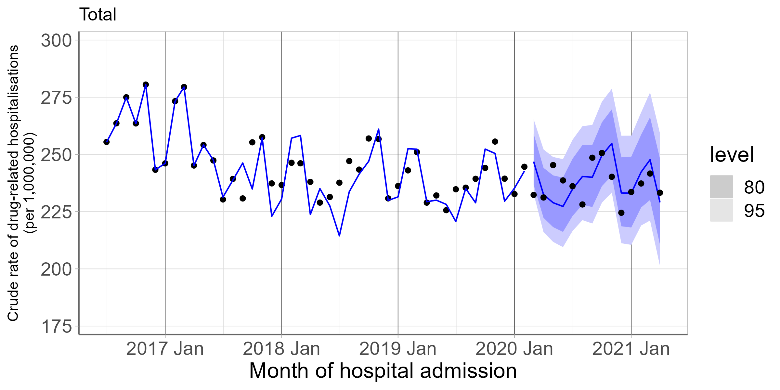 Total
Crude rate of drug-related hospitalisations
(per 1,000,000)
300
275
250
225
200
175
2017 Jan
2018 Jan
2019 Jan
2020 Jan
2021 Jan
Month of hospital admission
level
80
95